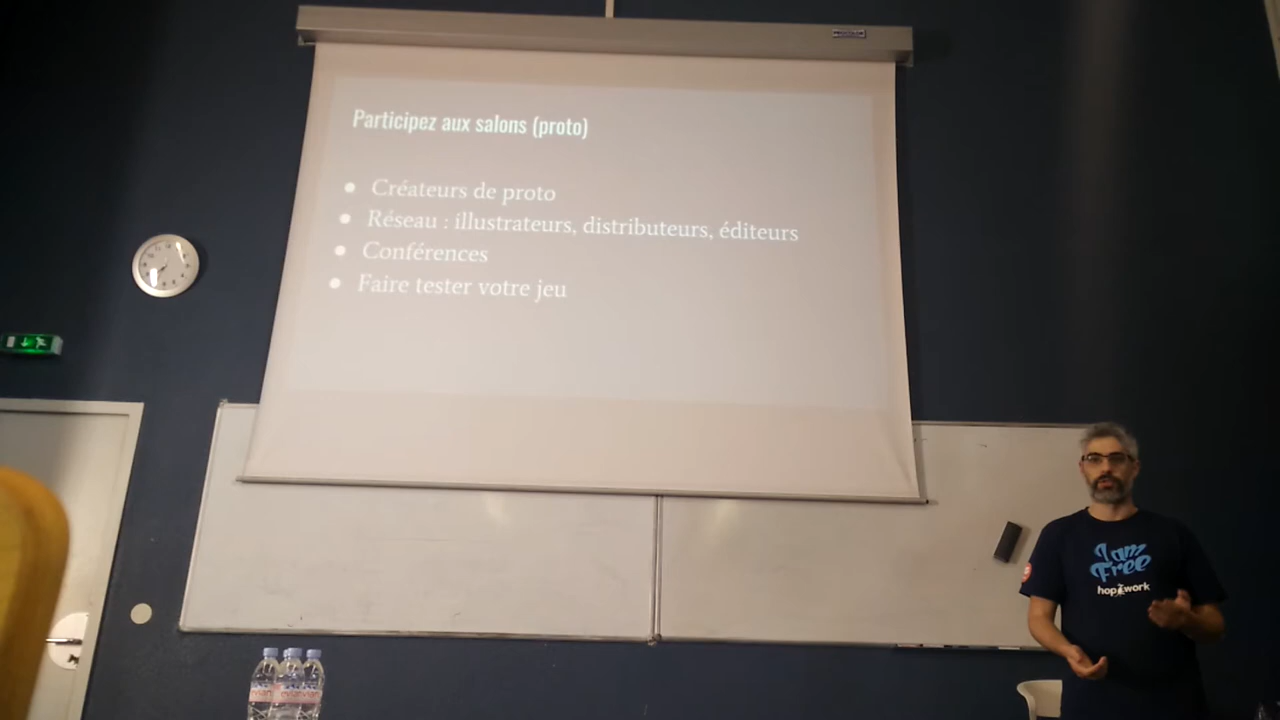 Participez aux salons (proto)
● Créateurs de proto
● Réseau : illustrateurs, distributeurs, éditeurs
● Conférences
● Faire tester votre jeu
I am
Free
hopwork
evian